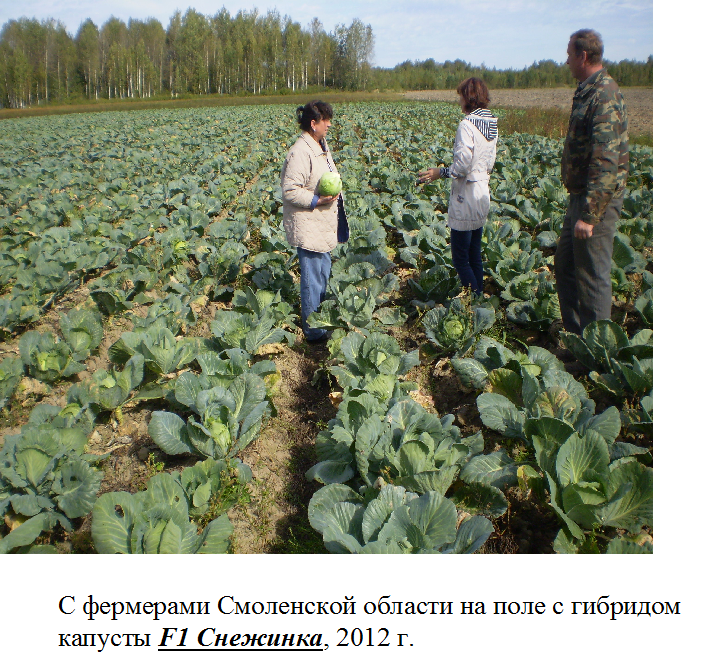 С фермерами Смоленской области на поле с гибридом
капусты F1 Снежинка, 2012 г.